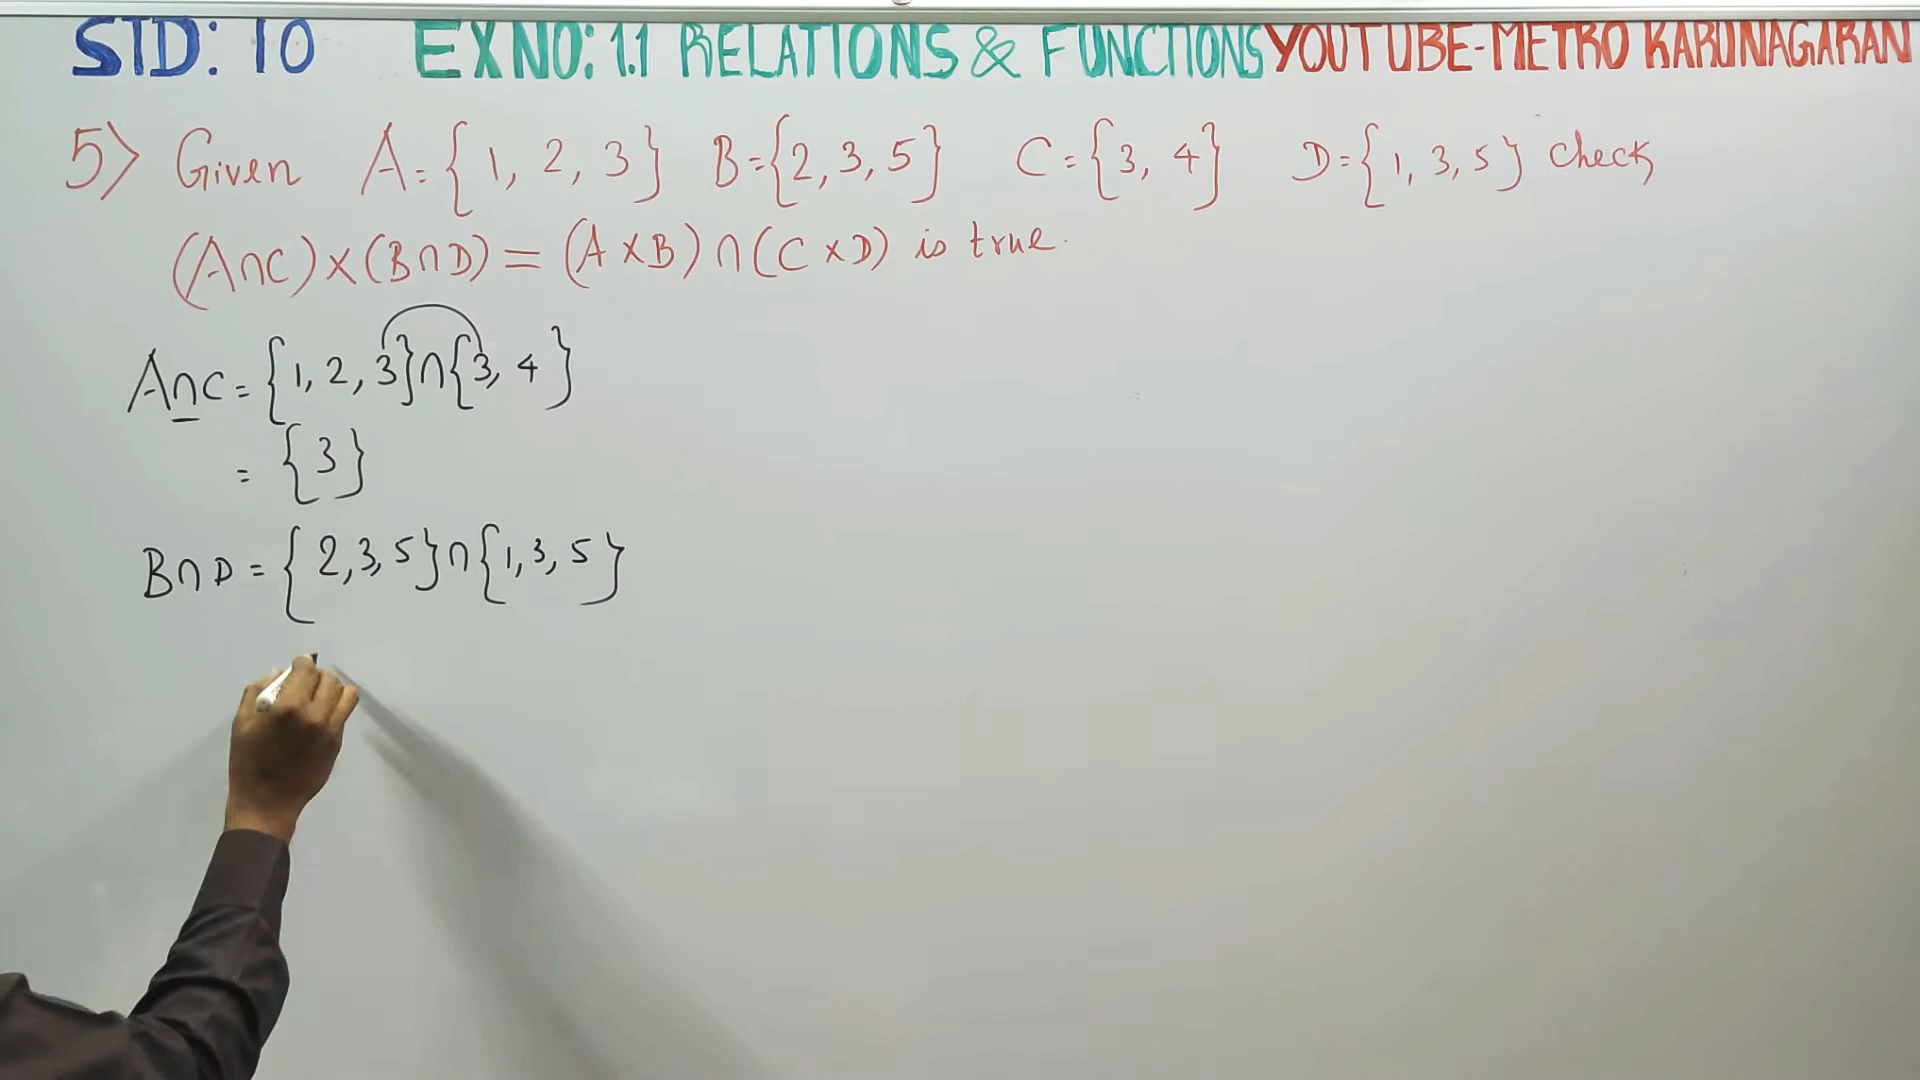 STD: 10 EX NO: 1.1 RELATIONS & FUNCTIONS YOUTUBE-METRO KARUNAGARAN
5) Given A = {1, 2, 3} B = {2, 3, 5} C = {3, 4} D = {1, 3, 5} check
(A∩C)×(B∩D) = (A×B)∩(C×D) is true.
A∩C = {1, 2, 3}∩{3, 4}
= {3}
B∩D = {2, 3, 5}∩{1, 3, 5}